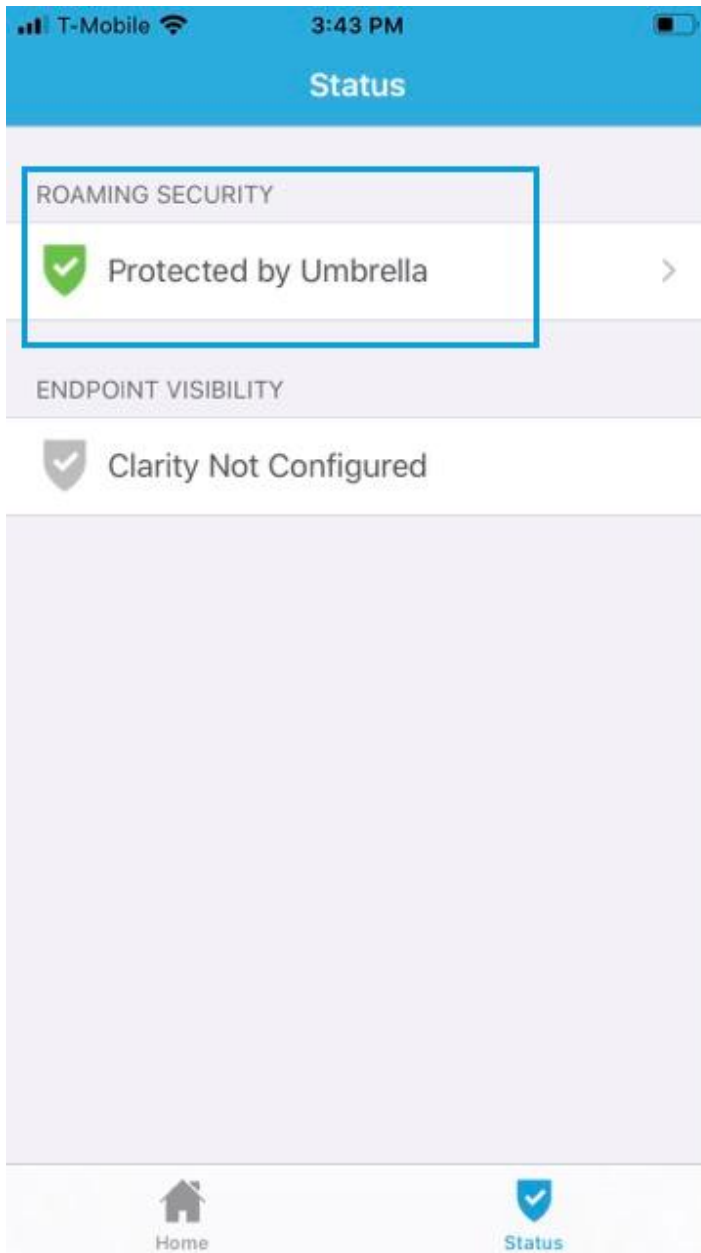 T-Mobile 3:43 PM
Status
ROAMING SECURITY
Protected by Umbrella
ENDPOINT VISIBILITY
Clarity Not Configured
Home Status